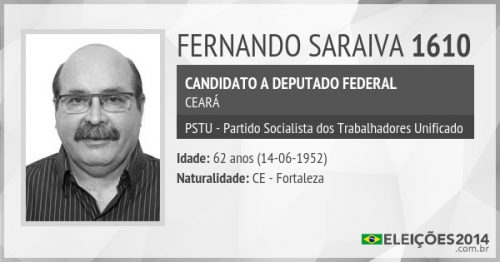 FERNANDO SARAIVA 1610
CANDIDATO A DEPUTADO FEDERAL
CEARÁ
PSTU - Partido Socialista dos Trabalhadores Unificado
Idade: 62 anos (14-06-1952)
Naturalidade: CE - Fortaleza
ELEIÇÕES2014
.com.br